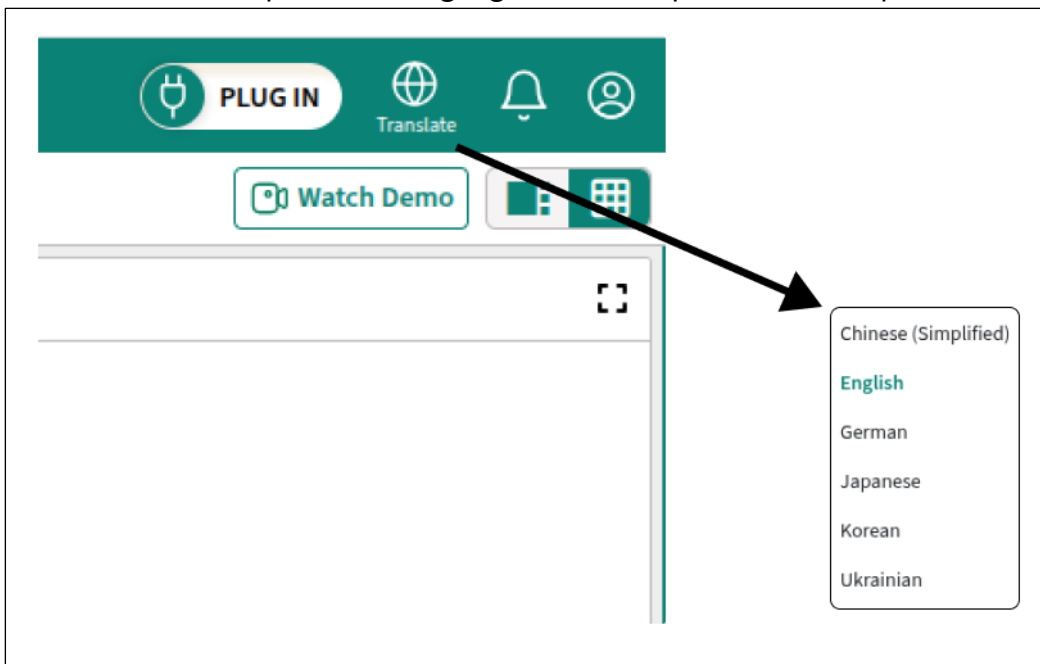 PLUG IN
Translate
Watch Demo
Chinese (Simplified)
English
German
Japanese
Korean
Ukrainian